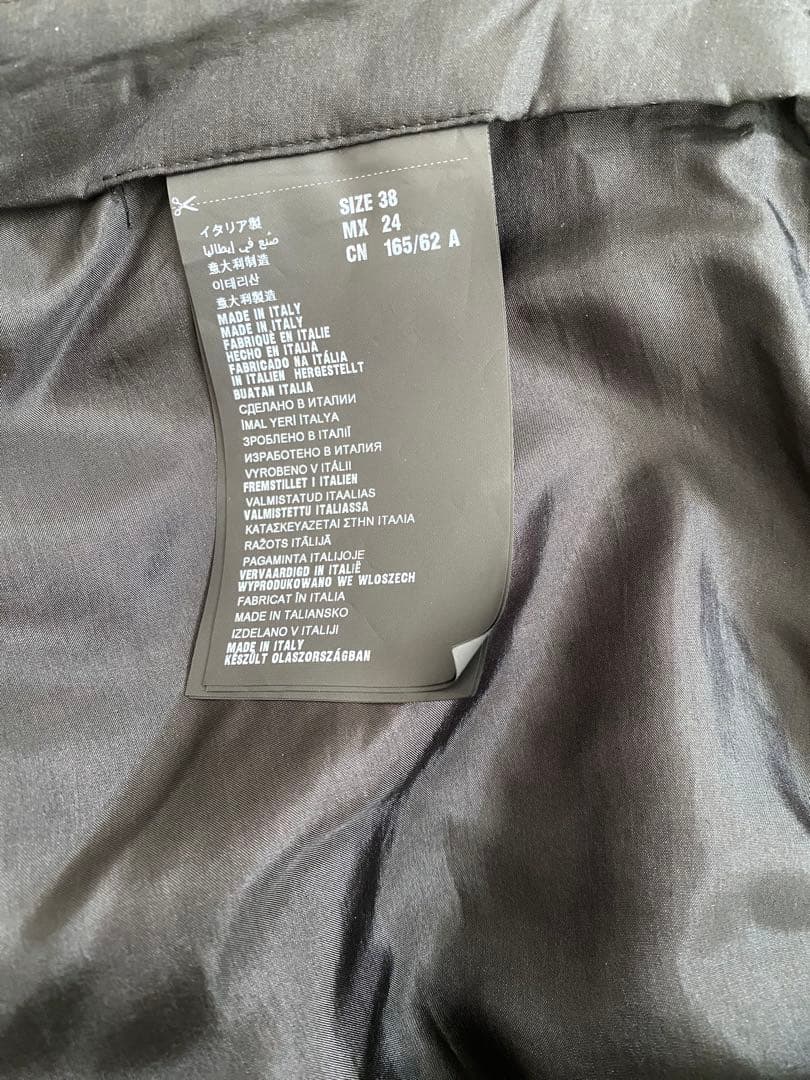 SIZE 38
MX 24
CN 165/62 A
イタリア製
صنع في إيطاليا
意大利制造
이테리산
意大利製造
MADE IN ITALY
MADE IN ITALY
FABRIQUÉ EN ITALIE
HECHO EN ITALIA
FABRICADO NA ITÁLIA
IN ITALIEN HERGESTELLT
BUATAN ITALIA
СДЕЛАНО В ИТАЛИИ
İMAL YERİ İTALYA
ЗРОБЛЕНО В ІТАЛІЇ
ИЗРАБОТЕНО В ИТАЛИЯ
VYROBENO V ITÁLII
FREMSTILLET I ITALIEN
VALMISTATUD ITAALIAS
VALMISTETTU ITALIASSA
ΚΑΤΑΣΚΕΥΑΖΕΤΑΙ ΣΤΗΝ ΙΤΑΛΙΑ
RAŽOTS ITĀLIJĀ
PAGAMINTA ITALIJOJE
VERVAARDIGD IN ITALIË
WYPRODUKOWANO WE WLOSZECH
FABRICAT ÎN ITALIA
MADE IN TALIANSKO
IZDELANO V ITALIJI
MADE IN ITALY
KÉSZÜLT OLASZORSZÁGBAN